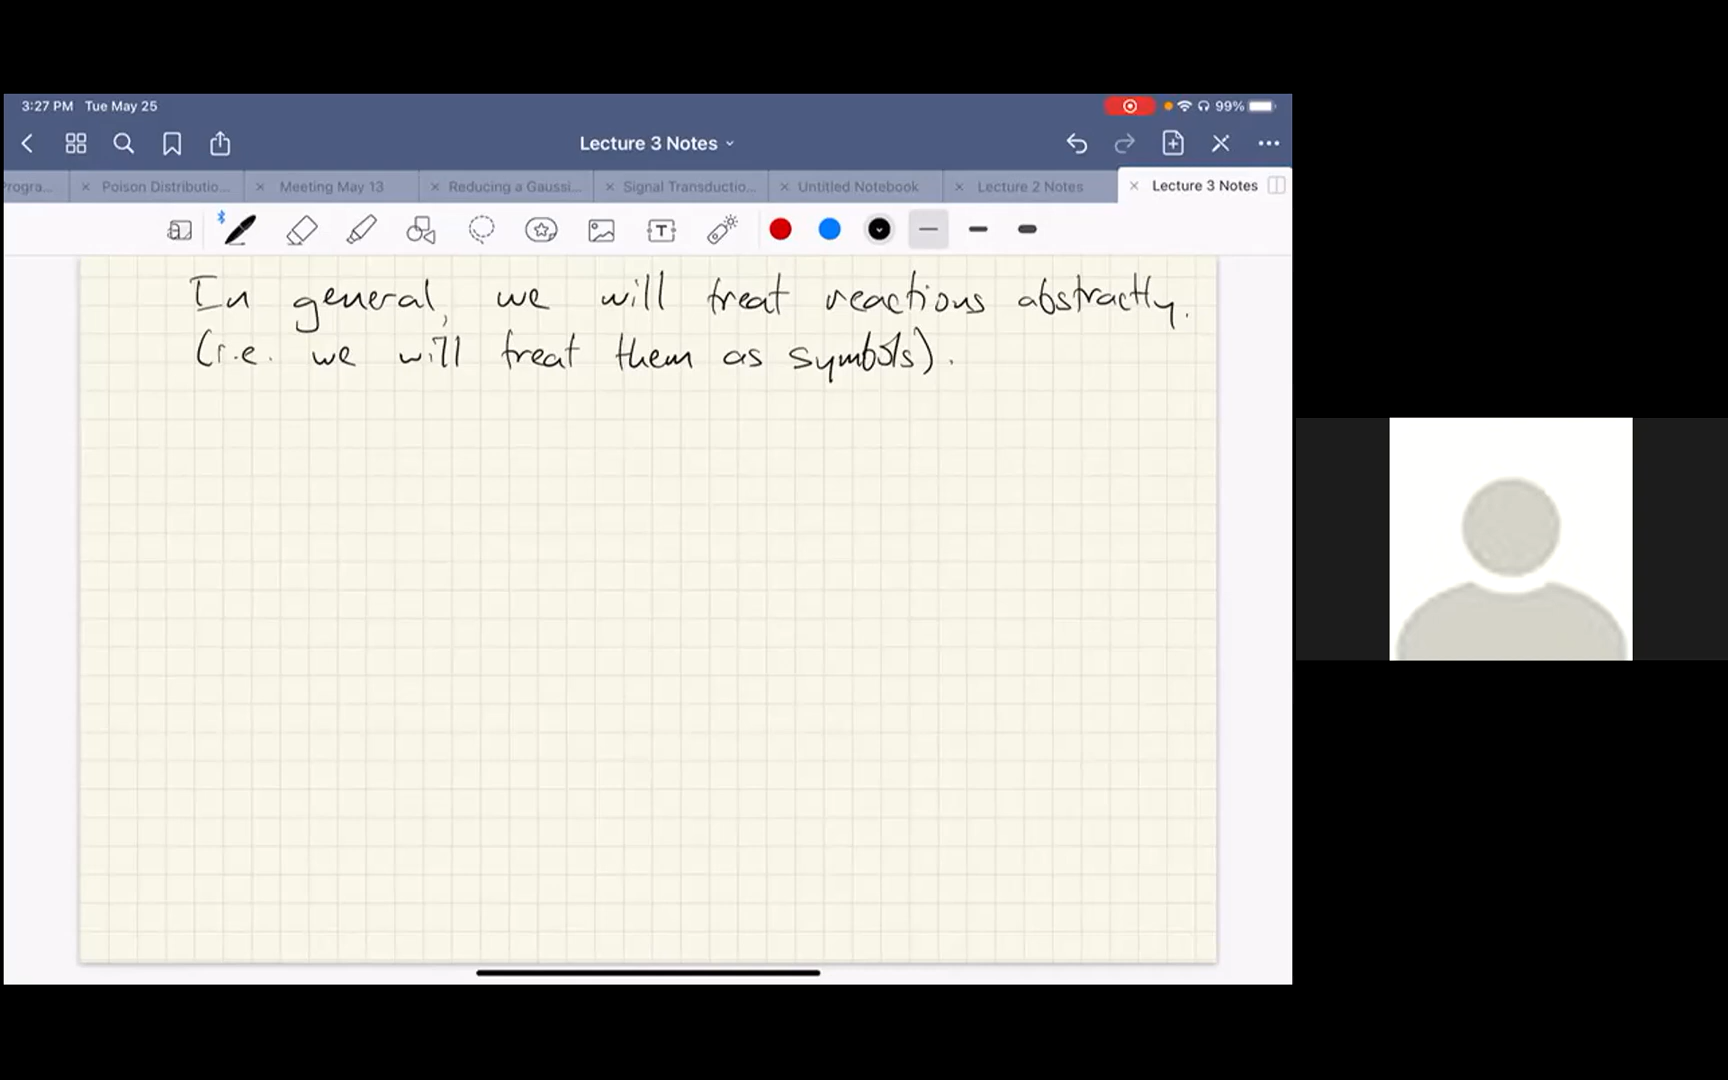 3:27 PM Tue May 25
99%
Lecture 3 Notes
Progra...
Poison Distributio...
Meeting May 13
Reducing a Gaussi...
Signal Transductio...
Untitled Notebook
Lecture 2 Notes
Lecture 3 Notes
T
In general, we will treat reactions abstractly.
(i.e. we will treat them as symbols).